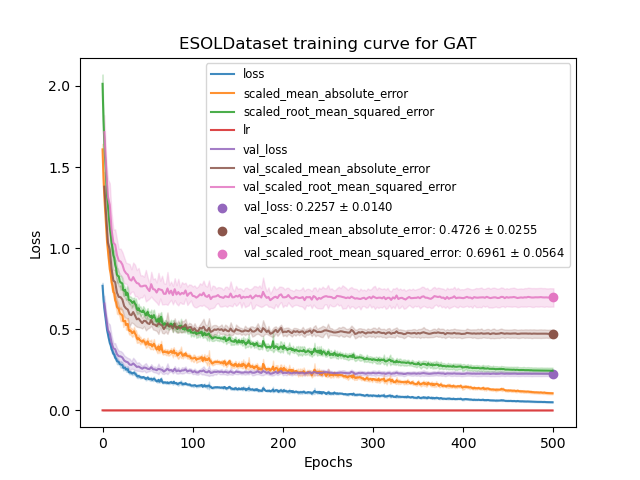 ESOLDataset training curve for GAT
loss
scaled_mean_absolute_error
scaled_root_mean_squared_error
lr
val_loss
val_scaled_mean_absolute_error
val_scaled_root_mean_squared_error
val_loss: 0.2257 ± 0.0140
val_scaled_mean_absolute_error: 0.4726 ± 0.0255
val_scaled_root_mean_squared_error: 0.6961 ± 0.0564
2.0
1.5
1.0
0.5
0.0
Loss
0 100 200 300 400 500
Epochs